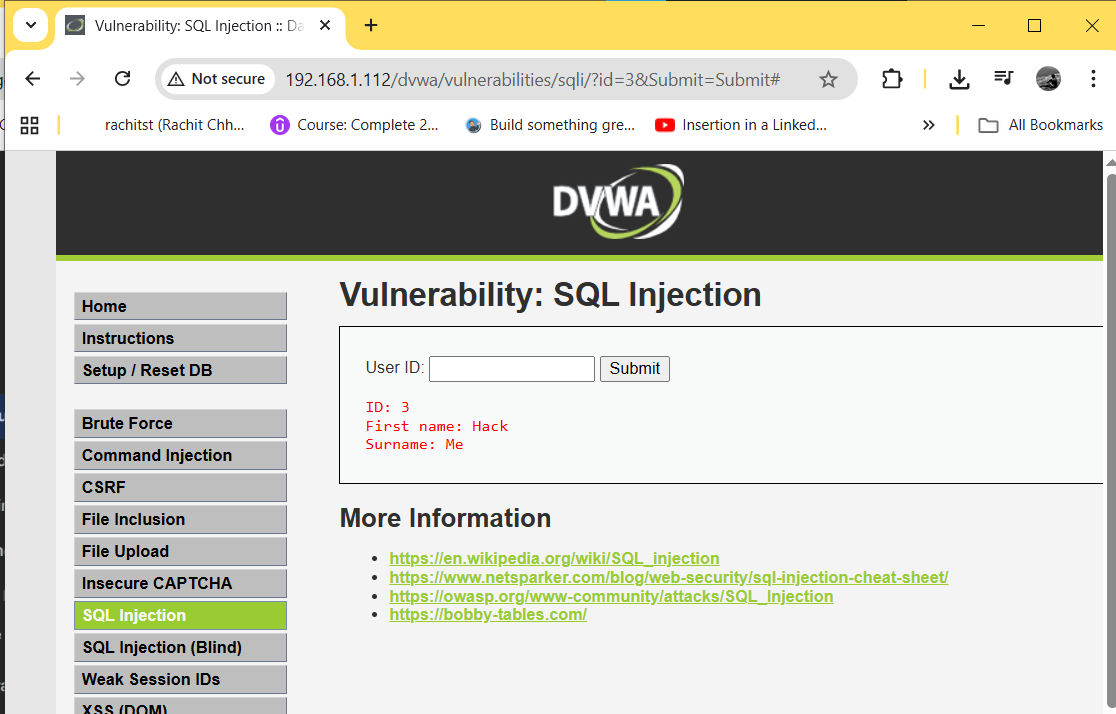 Vulnerability: SQL Injection :: Da
Not secure
192.168.1.112/dvwa/vulnerabilities/sqli/?id=3&Submit=Submit#
rachitst (Rachit Chh...
Course: Complete 2...
Build something gre...
Insertion in a Linked...
All Bookmarks
DVWA
Home
Instructions
Setup / Reset DB
Brute Force
Command Injection
CSRF
File Inclusion
File Upload
Insecure CAPTCHA
SQL Injection
SQL Injection (Blind)
Weak Session IDs
XSS (DOM)
Vulnerability: SQL Injection
User ID:
Submit
ID: 3
First name: Hack
Surname: Me
More Information
https://en.wikipedia.org/wiki/SQL_injection
https://www.netsparker.com/blog/web-security/sql-injection-cheat-sheet/
https://owasp.org/www-community/attacks/SQL_Injection
https://bobby-tables.com/